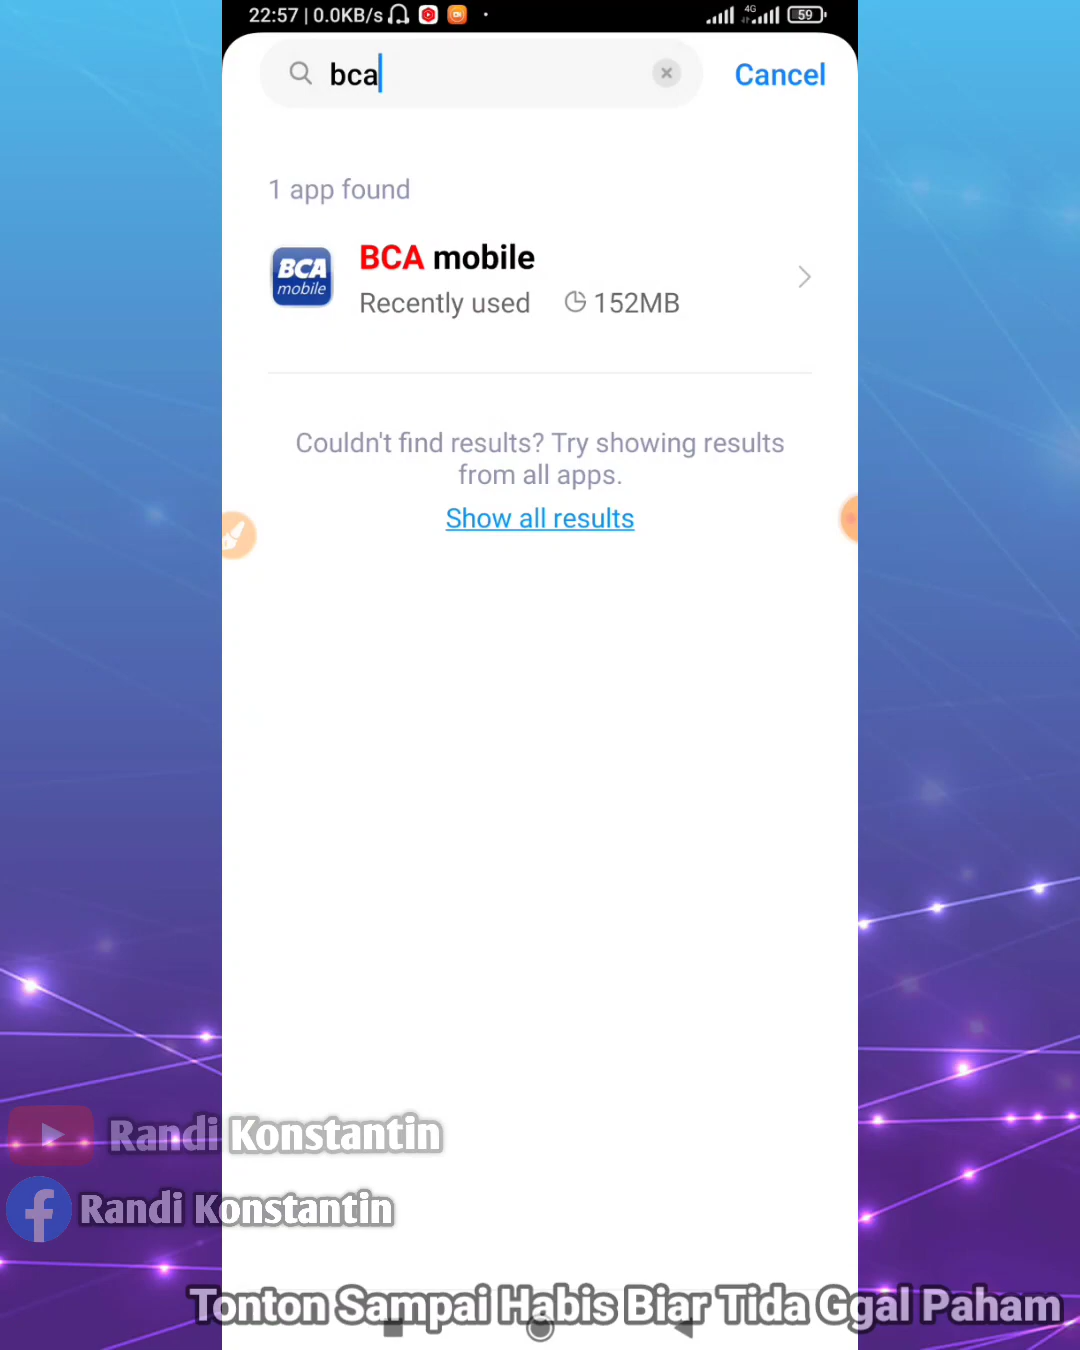 22:57 | 0.0KB/s 4G 59
bca Cancel
1 app found
BCA mobile
BCA mobile
Recently used 152MB
Couldn't find results? Try showing results
from all apps.
Show all results
Randi Konstantin
Randi Konstantin
Tonton Sampai Habis Biar Tida Ggal Paham